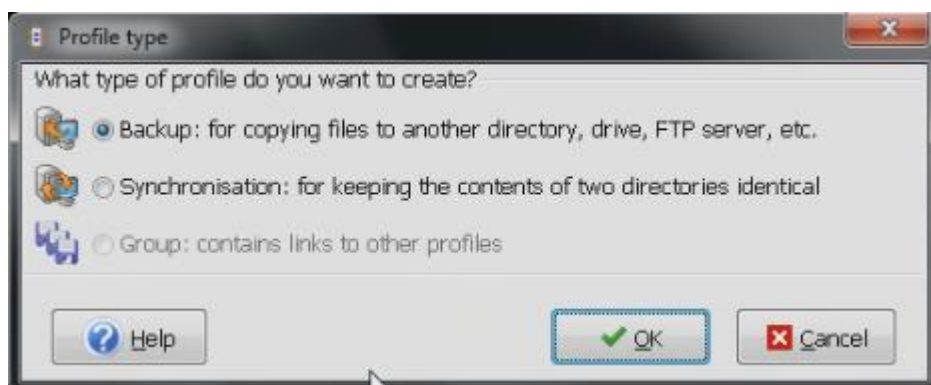 Profile type
What type of profile do you want to create?
Backup: for copying files to another directory, drive, FTP server, etc.
Synchronisation: for keeping the contents of two directories identical
Group: contains links to other profiles
Help
OK
Cancel